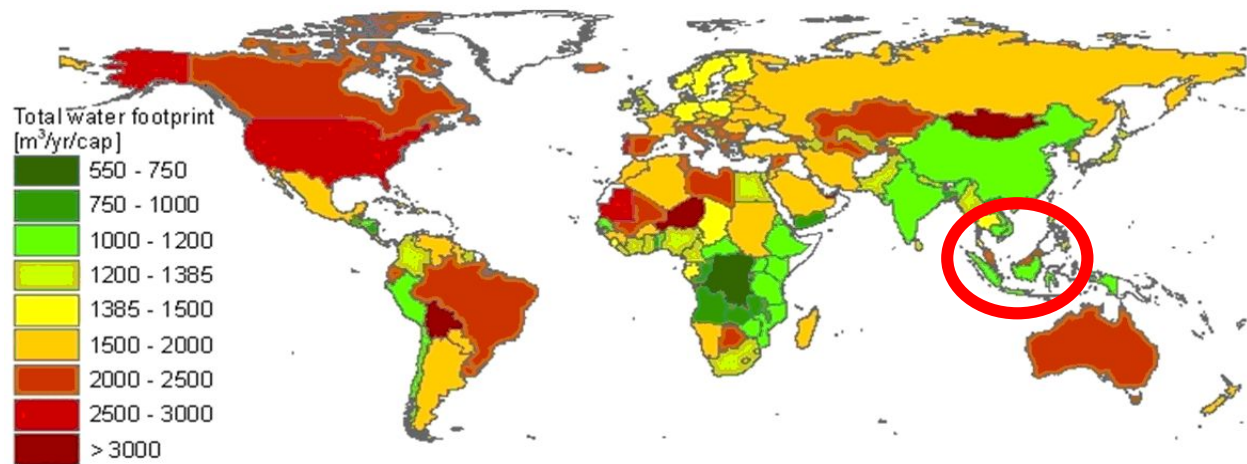 Total water footprint
[m³/yr/cap]
550 - 750
750 - 1000
1000 - 1200
1200 - 1385
1385 - 1500
1500 - 2000
2000 - 2500
2500 - 3000
> 3000